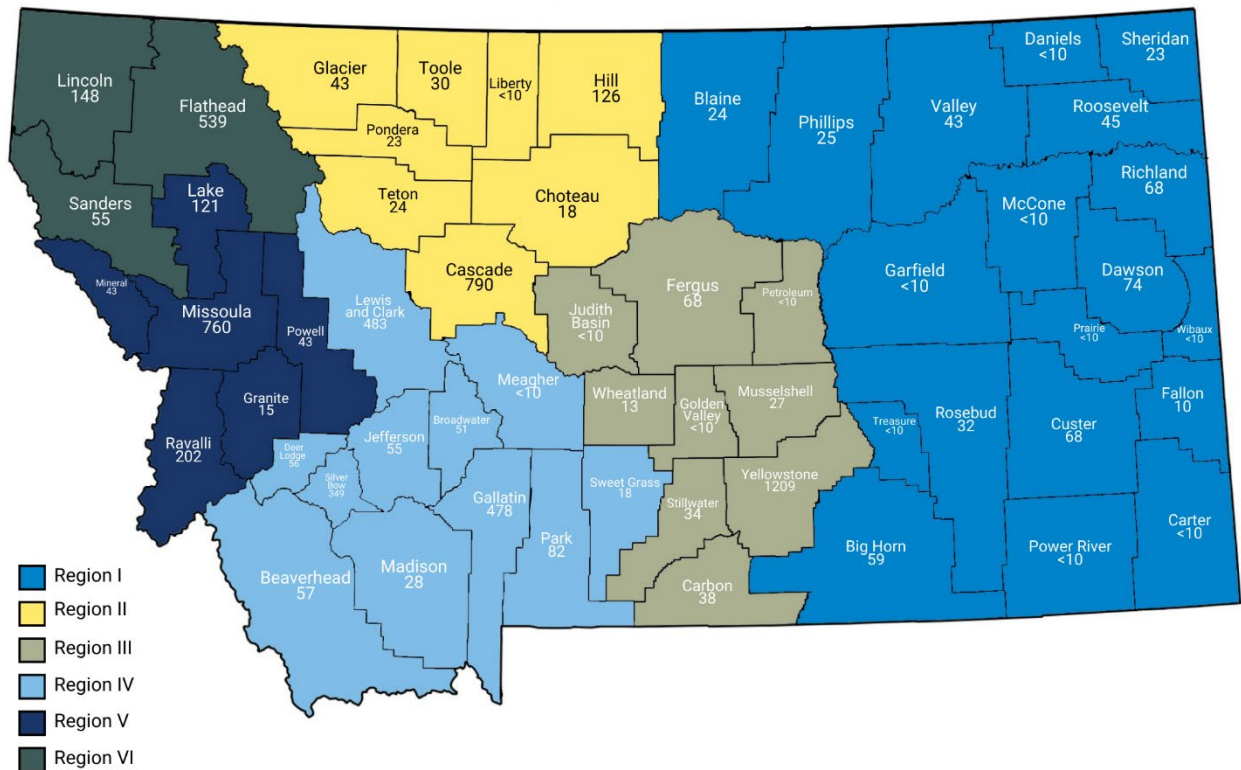 Lincoln
148
Flathead
539
Sanders
55
Lake
121
Mineral
43
Missoula
760
Powell
43
Granite
15
Ravalli
202
Glacier
43
Toole
30
Liberty
<10
Hill
126
Pondera
23
Teton
24
Choteau
18
Cascade
790
Lewis
and Clark
483
Meagher
<10
Broadwater
51
Jefferson
55
Deer
Lodge
56
Silver
Bow
349
Beaverhead
57
Madison
28
Gallatin
478
Park
82
Sweet Grass
18
Judith
Basin
<10
Fergus
68
Petroleum
<10
Wheatland
13
Golden
Valley
<10
Musselshell
27
Stillwater
34
Yellowstone
1209
Carbon
38
Blaine
24
Phillips
25
Valley
43
Daniels
<10
Sheridan
23
Roosevelt
45
Richland
68
McCone
<10
Garfield
<10
Dawson
74
Prairie
<10
Wibaux
<10
Fallon
10
Custer
68
Rosebud
32
Treasure
<10
Big Horn
59
Power River
<10
Carter
<10
Region I
Region II
Region III
Region IV
Region V
Region VI